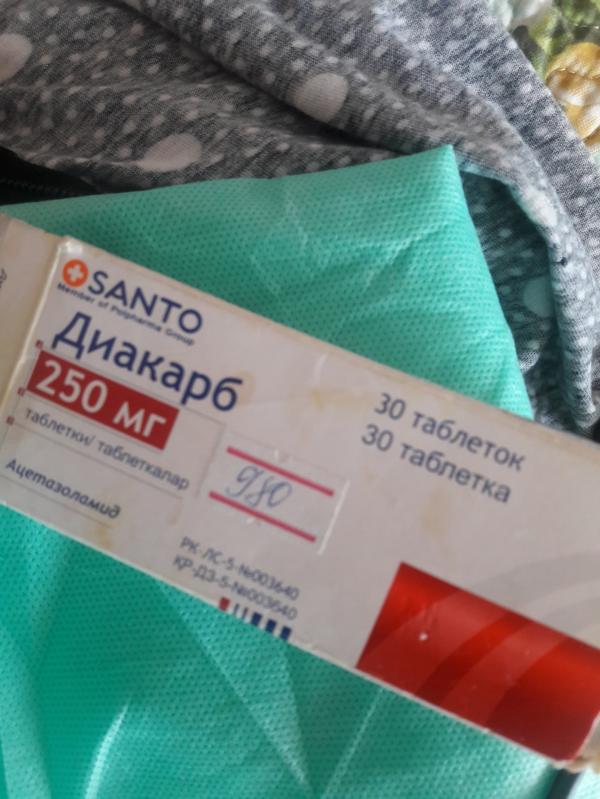 SANTO
Member of Polpharma Group
Диакарб
250 мг
таблетки/ таблеткалар
Ацетазоламид
30 таблеток
30 таблетка
980
РК-ЛС-5-№003640
КР-ДЗ-5-№003640